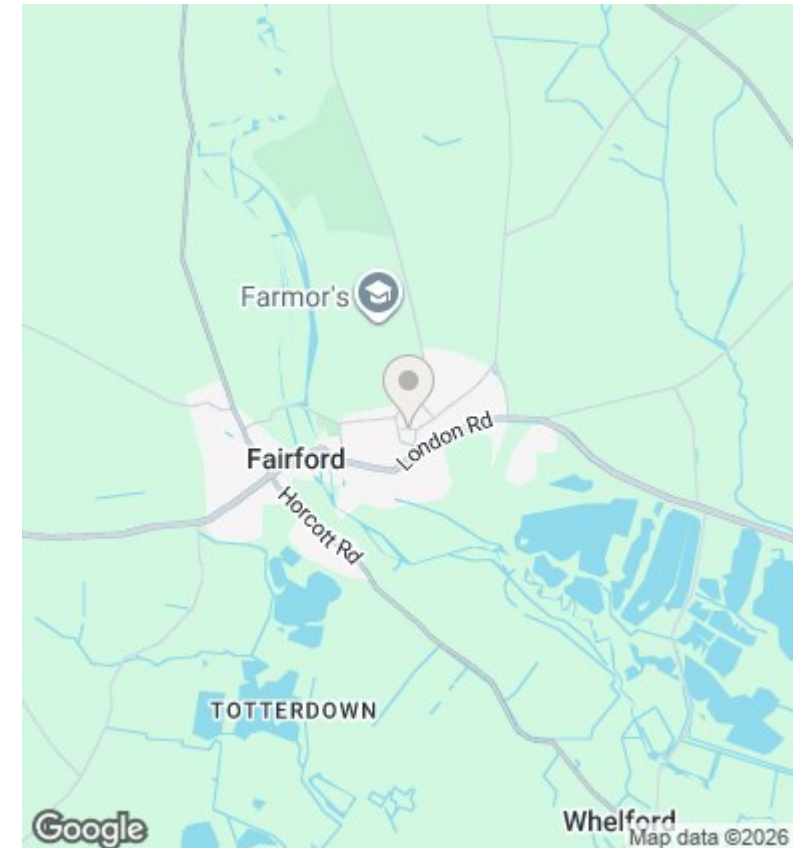 Farmor's
London Rd
Fairford
Horcott Rd
TOTTERDOWN
Whelford
Google
Map data ©2026